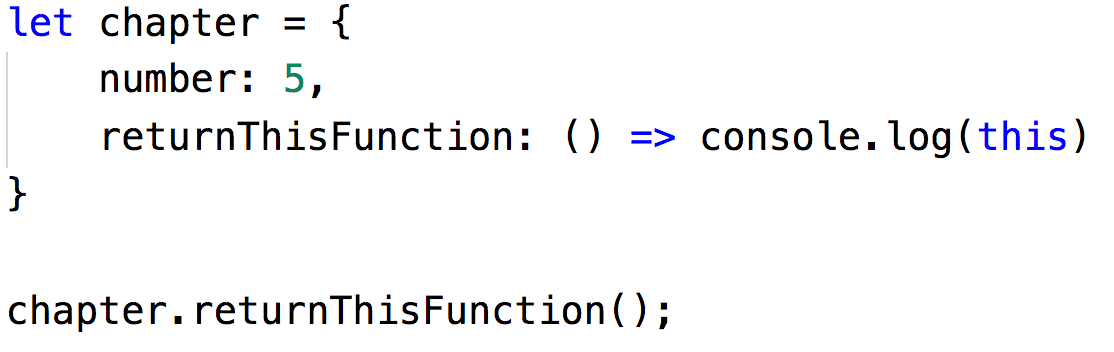 let chapter = {
    number: 5,
    returnThisFunction: () => console.log(this)
}
chapter.returnThisFunction();